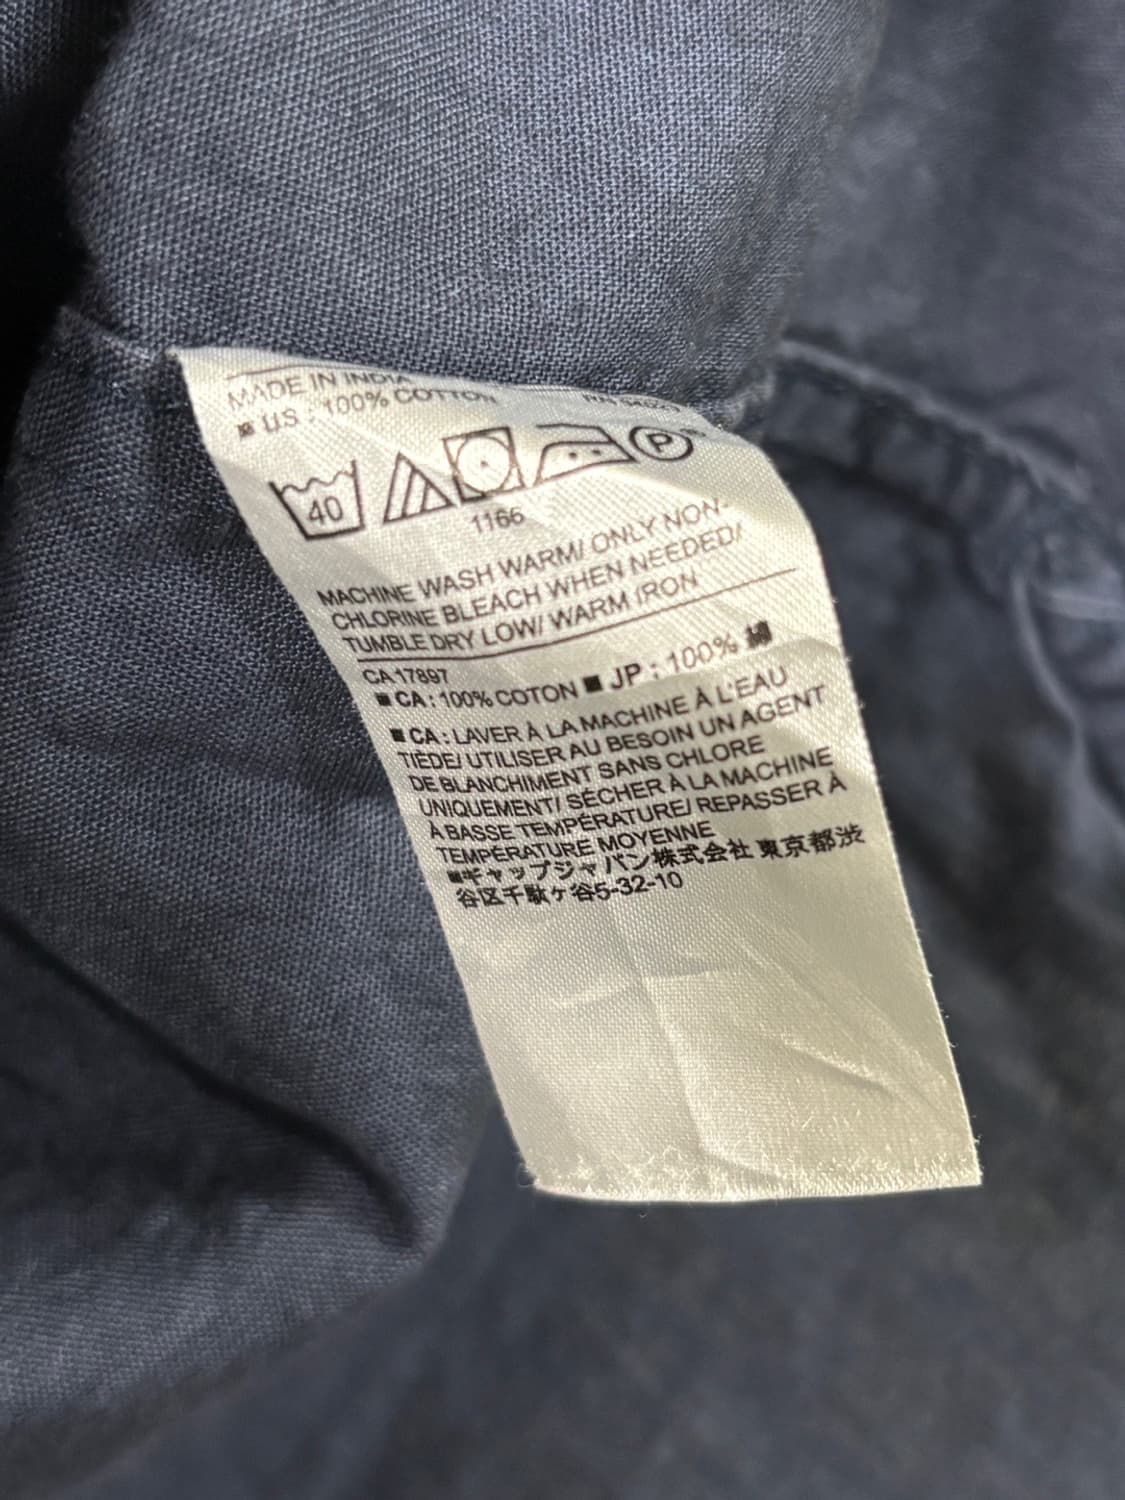 MADE IN INDIA
■ US : 100% COTTON
40
P
1166
MACHINE WASH WARM/ ONLY NON-
CHLORINE BLEACH WHEN NEEDED/
TUMBLE DRY LOW/ WARM IRON
CA 17897
■ CA : 100% COTON ■ JP : 100% 綿
■ CA : LAVER À LA MACHINE À L'EAU
TIÈDE/ UTILISER AU BESOIN UN AGENT
DE BLANCHIMENT SANS CHLORE
UNIQUEMENT/ SÉCHER À LA MACHINE
À BASSE TEMPÉRATURE/ REPASSER À
TEMPÉRATURE MOYENNE
■ギャップジャパン株式会社 東京都渋
谷区千駄ヶ谷5-32-10